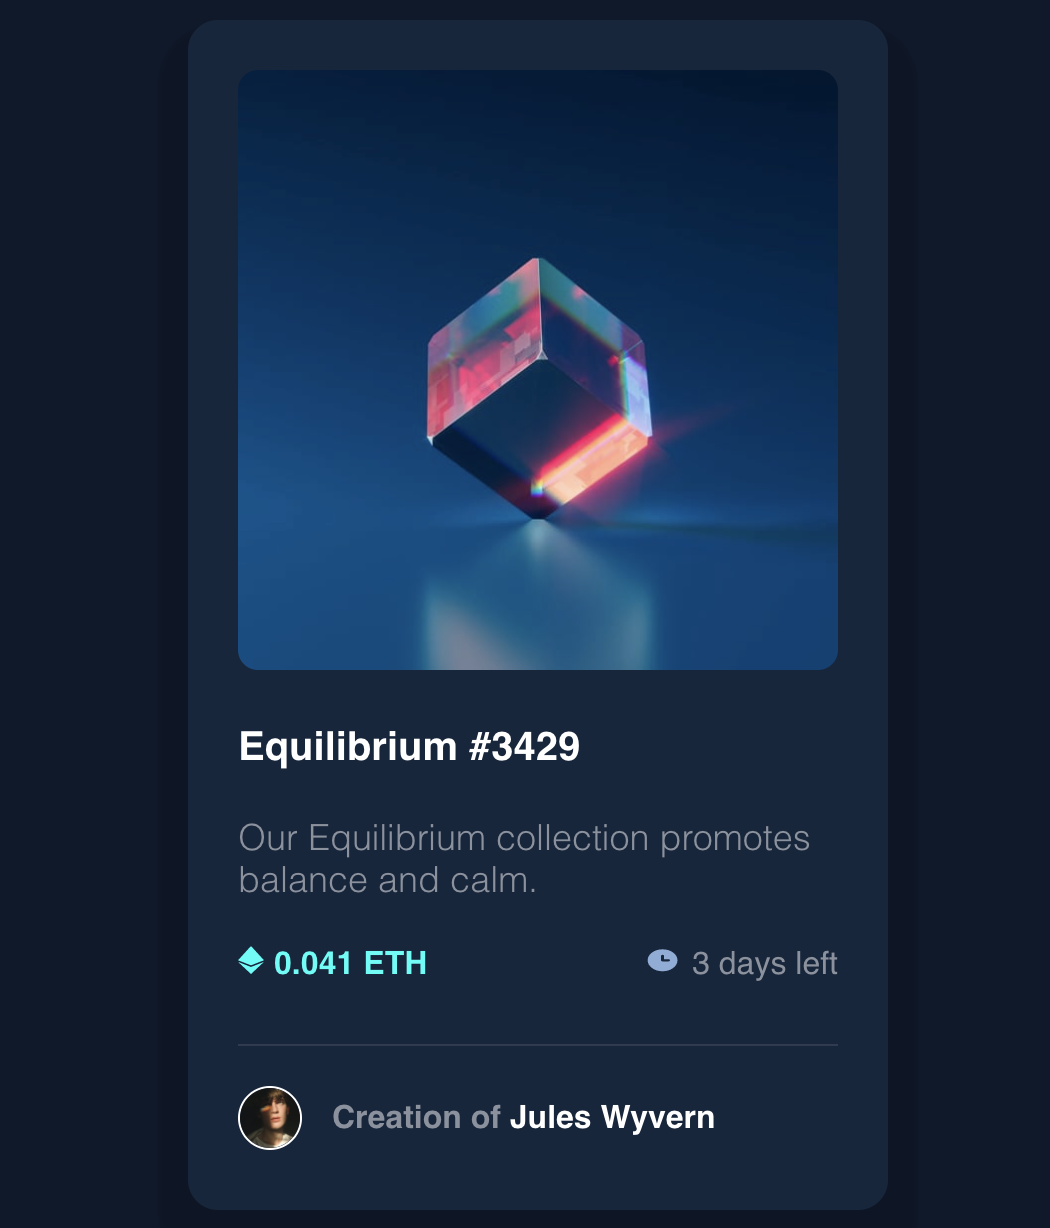 Equilibrium #3429
Our Equilibrium collection promotes
balance and calm.
0.041 ETH
3 days left
Creation of Jules Wyvern